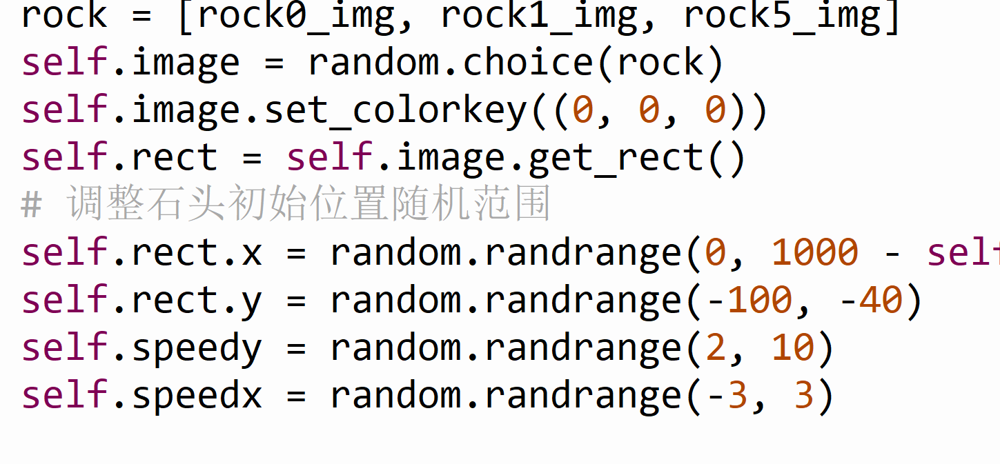 rock = [rock0_img, rock1_img, rock5_img]
self.image = random.choice(rock)
self.image.set_colorkey((0, 0, 0))
self.rect = self.image.get_rect()
# 调整石头初始位置随机范围
self.rect.x = random.randrange(0, 1000 - self
self.rect.y = random.randrange(-100, -40)
self.speedy = random.randrange(2, 10)
self.speedx = random.randrange(-3, 3)